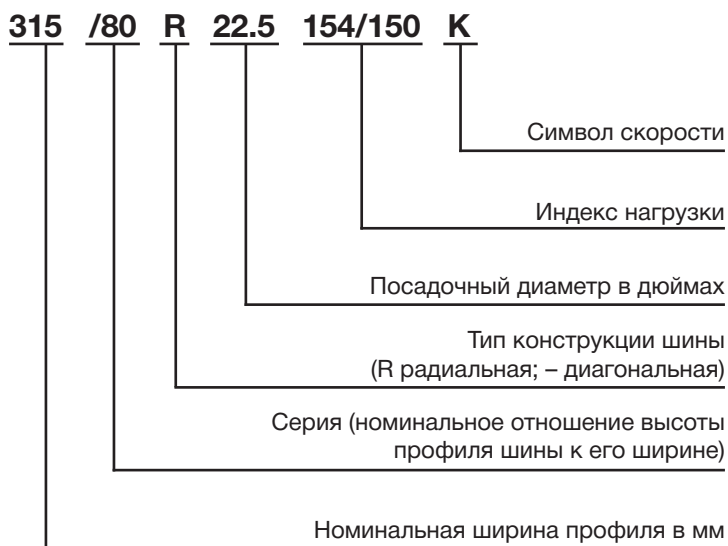 315 /80 R 22.5 154/150 K
Символ скорости
Индекс нагрузки
Посадочный диаметр в дюймах
Тип конструкции шины
(R радиальная; – диагональная)
Серия (номинальное отношение высоты
профиля шины к его ширине)
Номинальная ширина профиля в мм